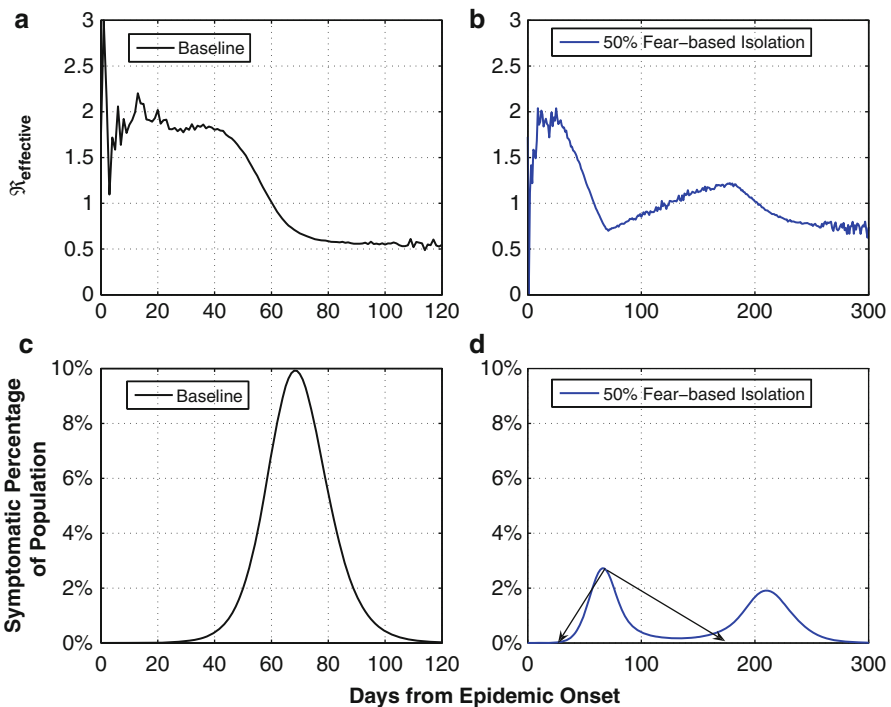 a
b
3
2.5
2
1.5
1
0.5
0
Baseline
0 20 40 60 80 100 120
ℜeffective
3
2.5
2
1.5
1
0.5
0
50% Fear–based Isolation
0 100 200 300
c
d
10%
8%
6%
4%
2%
0%
Baseline
0 20 40 60 80 100 120
Symptomatic Percentage
of Population
10%
8%
6%
4%
2%
0%
50% Fear–based Isolation
0 100 200 300
Days from Epidemic Onset